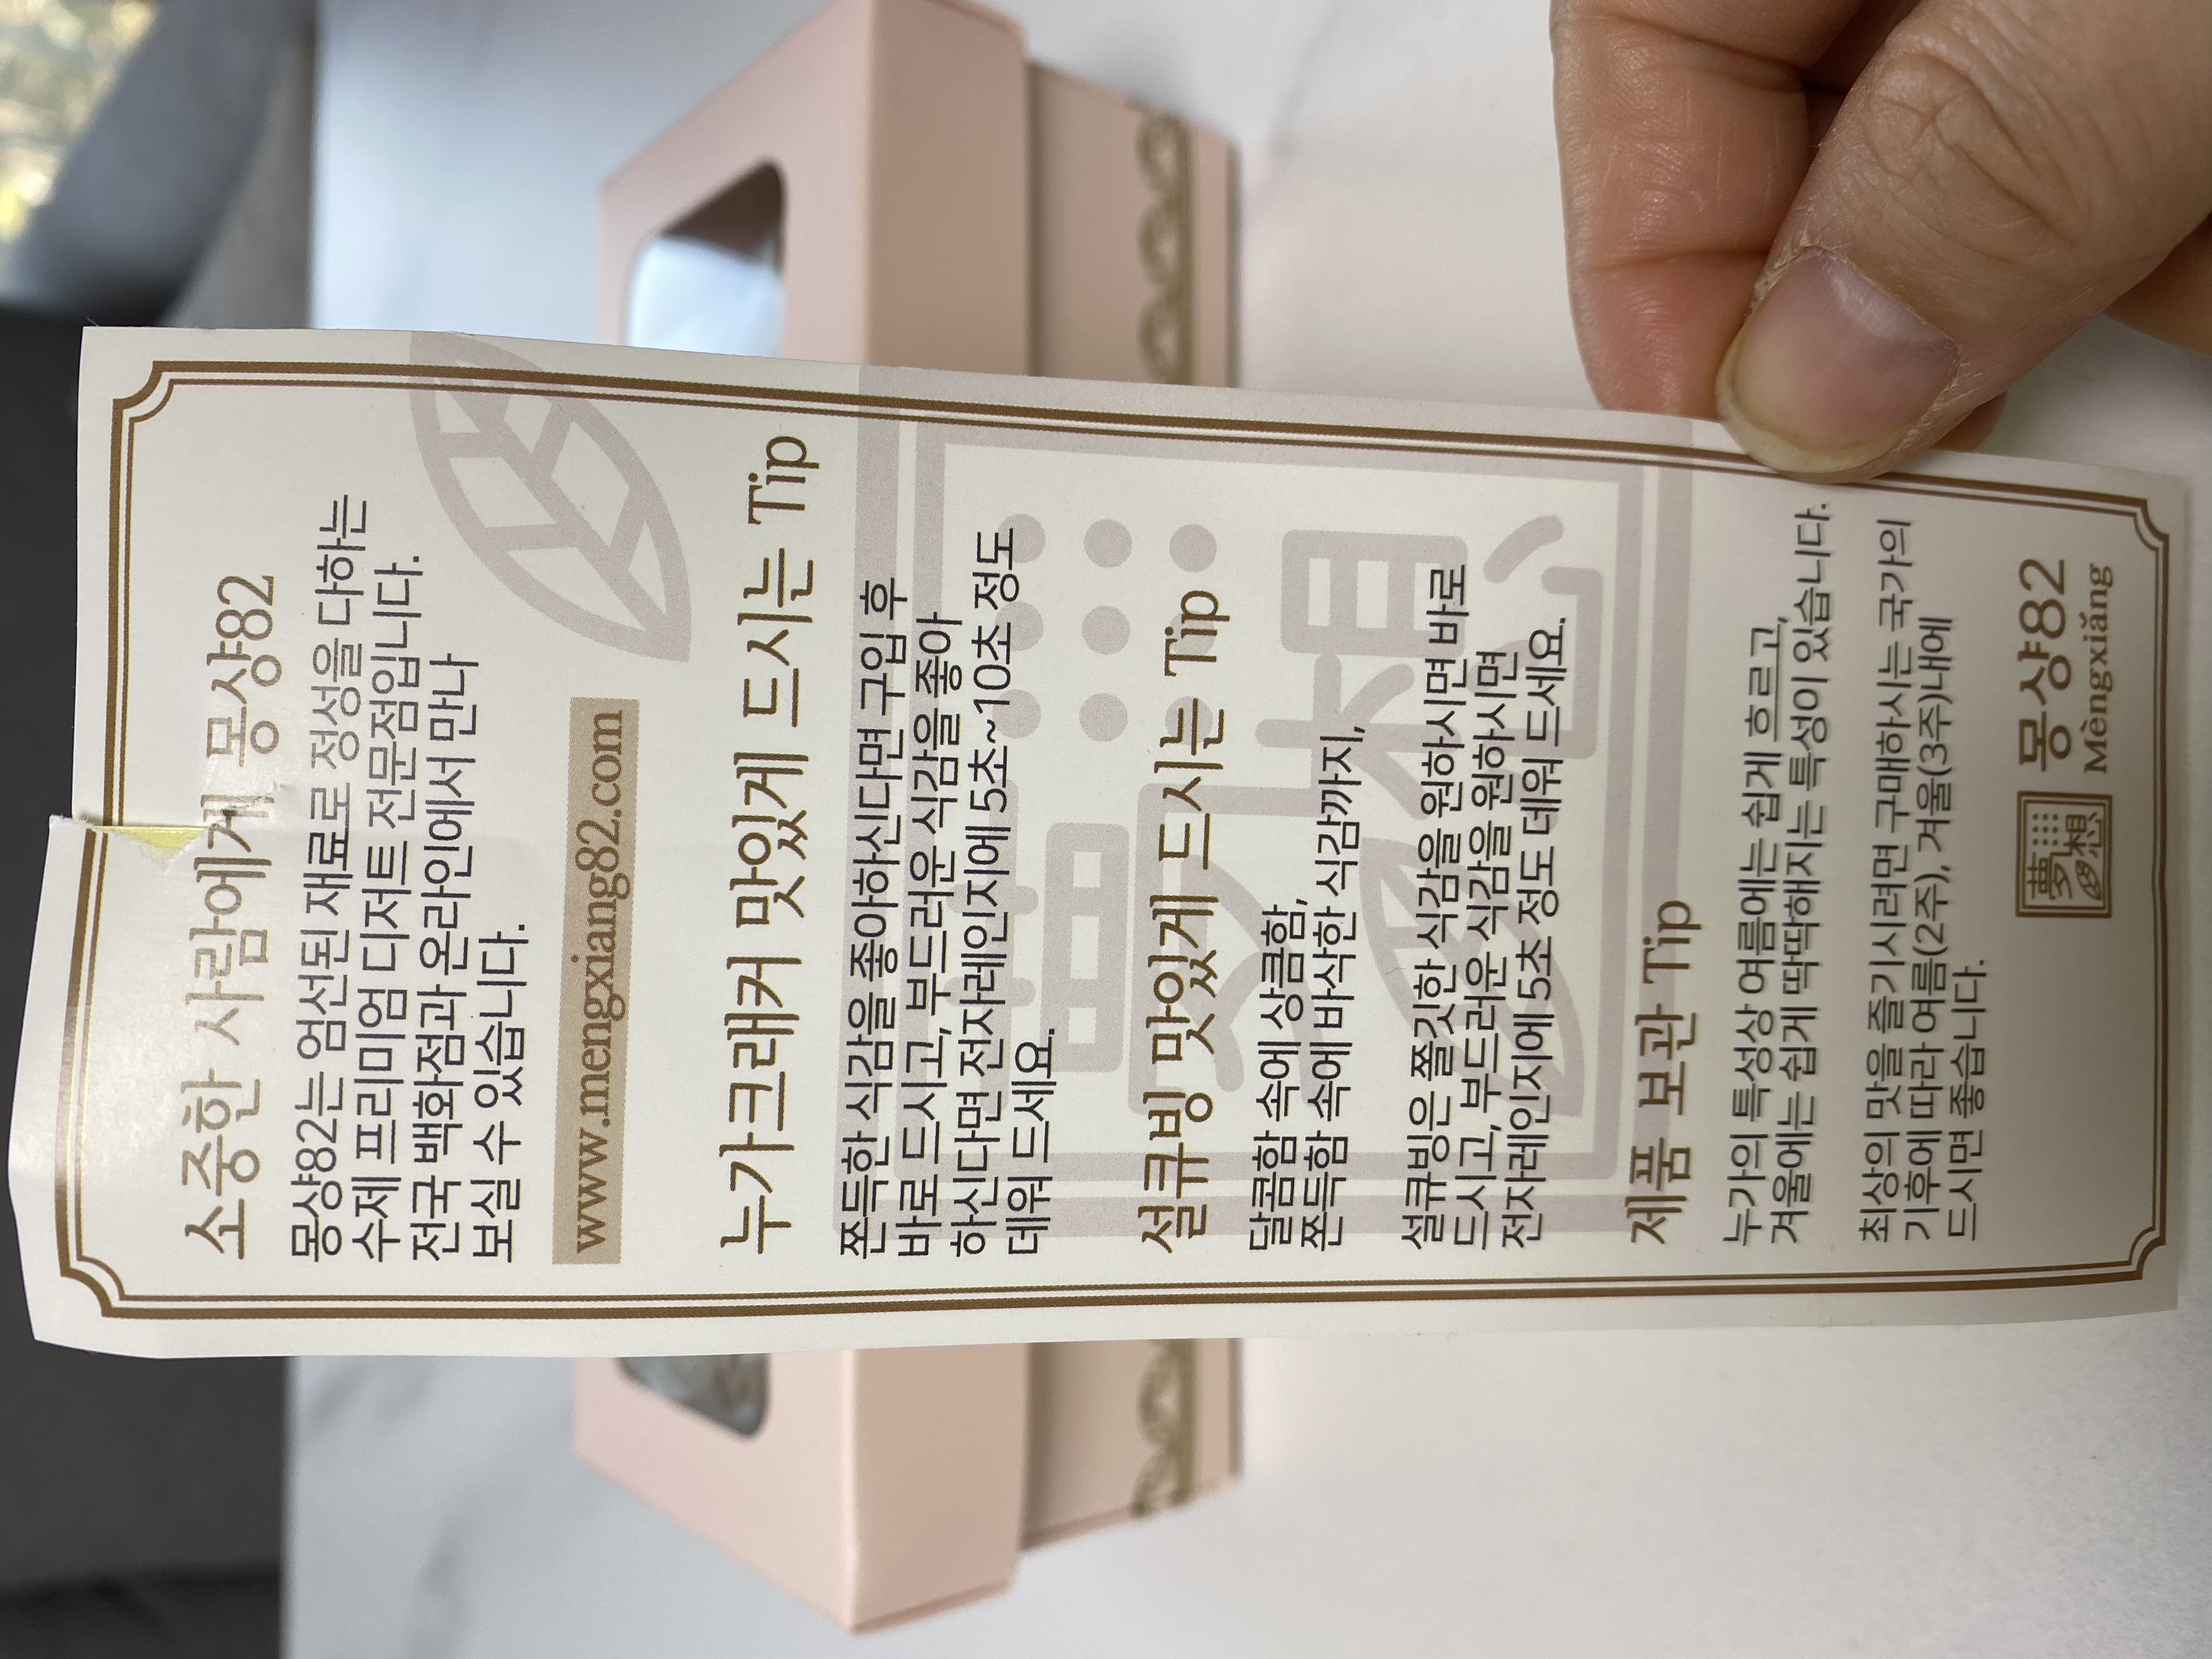 소중한 사람에게 몽샹82
몽샹82는 엄선된 재료로 정성을 다하는
수제 프리미엄 디저트 전문점입니다.
전국 백화점과 온라인에서 만나
보실 수 있습니다.
www.mengxiang82.com
누가크래커 맛있게 드시는 Tip
쫀득한 식감을 좋아하신다면 구입 후
바로 드시고, 부드러운 식감을 좋아
하신다면 전자레인지에 5초~10초 정도
데워 드세요.
설큐빙 맛있게 드시는 Tip
달콤함 속에 상큼함,
쫀득함 속에 바삭한 식감까지,
설큐빙은 쫄깃한 식감을 원하시면 바로
드시고, 부드러운 식감을 원하시면
전자레인지에 5초 정도 데워 드세요.
제품 보관 Tip
누가의 특성상 여름에는 쉽게 흐르고,
겨울에는 쉽게 딱딱해지는 특성이 있습니다.
최상의 맛을 즐기시려면 구매하시는 국가의
기후에 따라 여름(2주), 겨울(3주)내에
드시면 좋습니다.
夢想 몽샹82
Mèngxiǎng